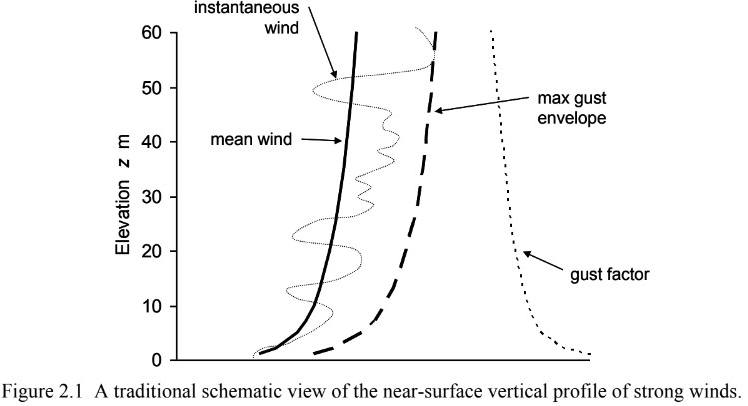 instantaneous
wind
60
50
max gust
envelope
mean wind
40
Elevation z m
30
20
gust factor
10
0
Figure 2.1 A traditional schematic view of the near-surface vertical profile of strong winds.